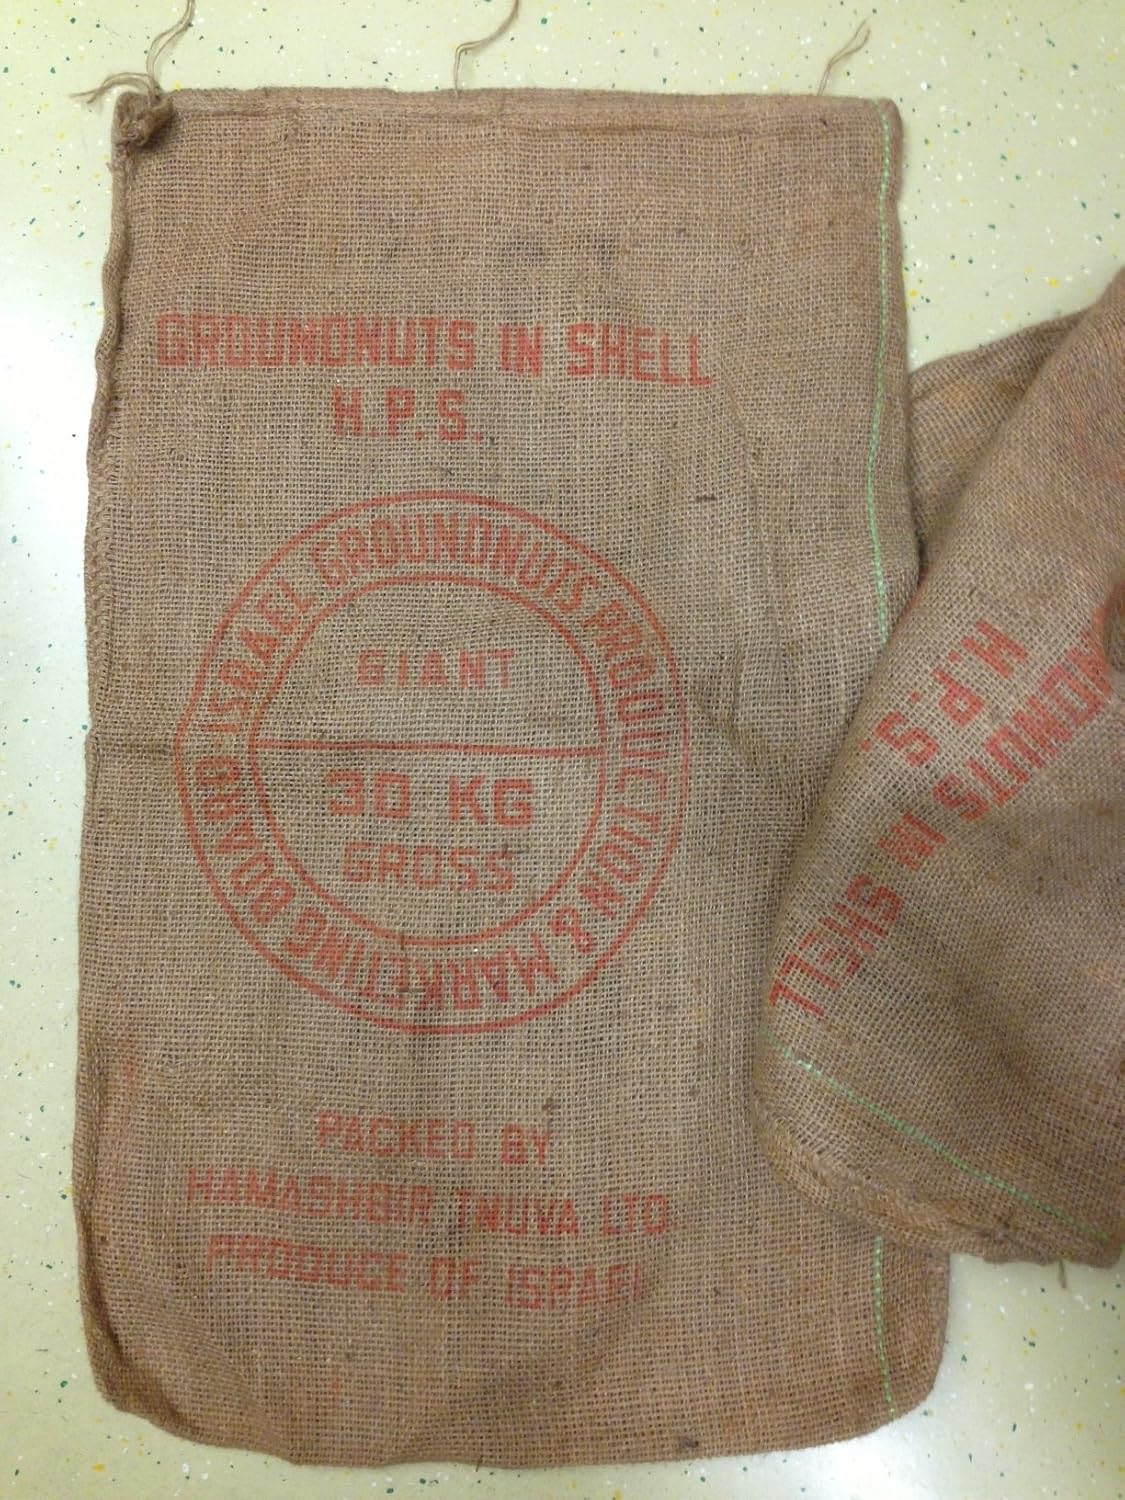 GROUNDNUTS IN SHELL
H.P.S.
ISRAEL GROUNDNUTS PRODUCTION & MARKETING BOARD-
GIANT
30 KG
GROSS
PACKED BY
HAMASHBIR TNUVA LTD.
PRODUCE OF ISRAEL
H.P.S.
IN SHELL